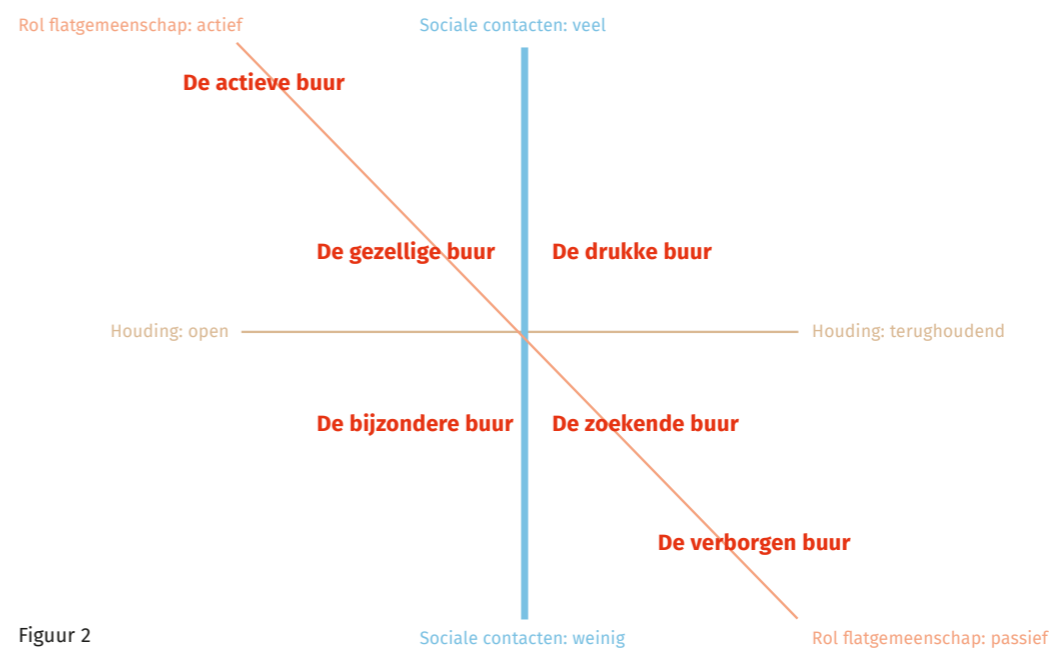 Rol flatgemeenschap: actief
Sociale contacten: veel
De actieve buur
De gezellige buur
De drukke buur
Houding: open
Houding: terughoudend
De bijzondere buur
De zoekende buur
De verborgen buur
Figuur 2
Sociale contacten: weinig
Rol flatgemeenschap: passief